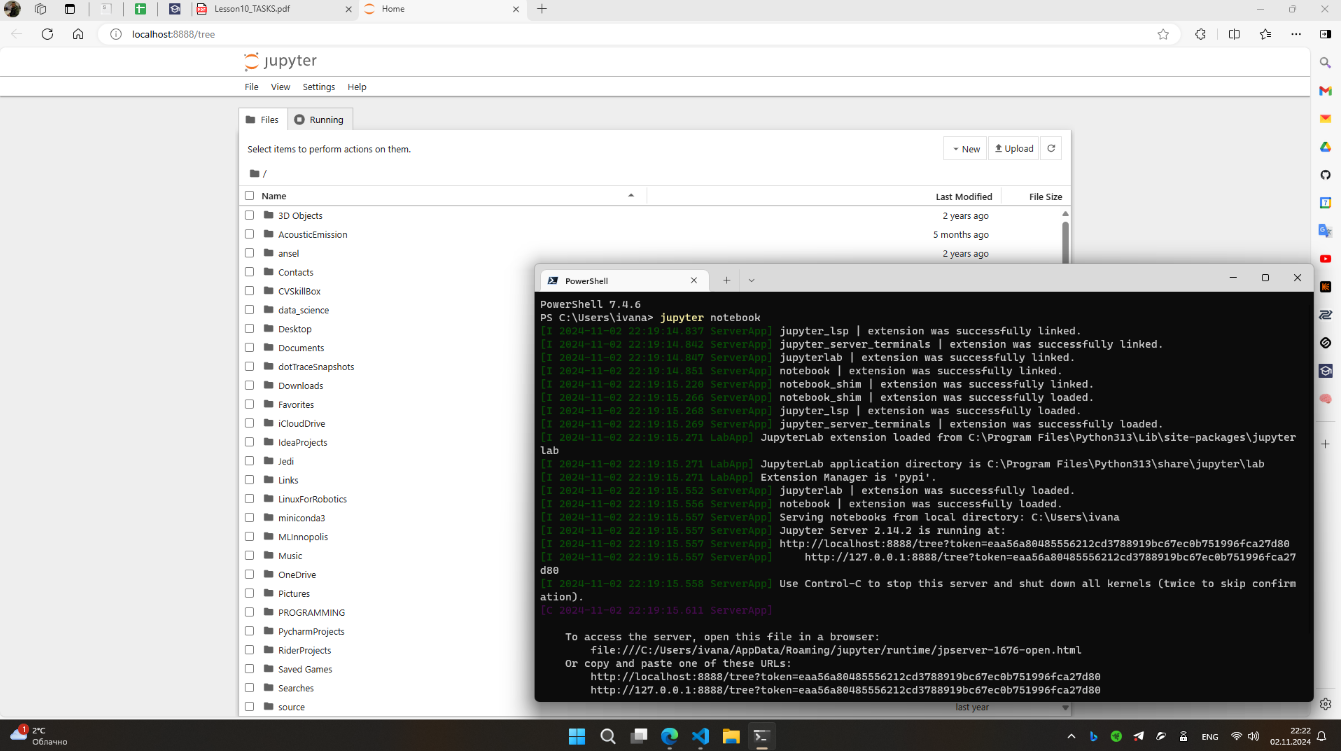 Lesson10_TASKS.pdf
Home
localhost:8888/tree
jupyter
File View Settings Help
Files Running
Select items to perform actions on them.
New Upload
/
Name Last Modified File Size
3D Objects 2 years ago
AcousticEmission 5 months ago
ansel 2 years ago
Contacts
CVSkillBox
data_science
Desktop
Documents
dotTraceSnapshots
Downloads
Favorites
iCloudDrive
IdeaProjects
Jedi
Links
LinuxForRobotics
miniconda3
MLInnopolis
Music
OneDrive
Pictures
PROGRAMMING
PycharmProjects
RiderProjects
Saved Games
Searches
source last year
PowerShell
PowerShell 7.4.6
PS C:\Users\ivana> jupyter notebook
[I 2024-11-02 22:19:14.837 ServerApp] jupyter_lsp | extension was successfully linked.
[I 2024-11-02 22:19:14.842 ServerApp] jupyter_server_terminals | extension was successfully linked.
[I 2024-11-02 22:19:14.847 ServerApp] jupyterlab | extension was successfully linked.
[I 2024-11-02 22:19:14.851 ServerApp] notebook | extension was successfully linked.
[I 2024-11-02 22:19:15.220 ServerApp] notebook_shim | extension was successfully linked.
[I 2024-11-02 22:19:15.266 ServerApp] notebook_shim | extension was successfully loaded.
[I 2024-11-02 22:19:15.268 ServerApp] jupyter_lsp | extension was successfully loaded.
[I 2024-11-02 22:19:15.269 ServerApp] jupyter_server_terminals | extension was successfully loaded.
[I 2024-11-02 22:19:15.271 LabApp] JupyterLab extension loaded from C:\Program Files\Python313\Lib\site-packages\jupyter
lab
[I 2024-11-02 22:19:15.271 LabApp] JupyterLab application directory is C:\Program Files\Python313\share\jupyter\lab
[I 2024-11-02 22:19:15.271 LabApp] Extension Manager is 'pypi'.
[I 2024-11-02 22:19:15.552 ServerApp] jupyterlab | extension was successfully loaded.
[I 2024-11-02 22:19:15.556 ServerApp] notebook | extension was successfully loaded.
[I 2024-11-02 22:19:15.557 ServerApp] Serving notebooks from local directory: C:\Users\ivana
[I 2024-11-02 22:19:15.557 ServerApp] Jupyter Server 2.14.2 is running at:
[I 2024-11-02 22:19:15.557 ServerApp] http://localhost:8888/tree?token=eaa56a80485556212cd3788919bc67ec0b751996fca27d80
[I 2024-11-02 22:19:15.557 ServerApp] http://127.0.0.1:8888/tree?token=eaa56a80485556212cd3788919bc67ec0b751996fca27
d80
[I 2024-11-02 22:19:15.558 ServerApp] Use Control-C to stop this server and shut down all kernels (twice to skip confirm
ation).
[C 2024-11-02 22:19:15.611 ServerApp]
To access the server, open this file in a browser:
file:///C:/Users/ivana/AppData/Roaming/jupyter/runtime/jpserver-1676-open.html
Or copy and paste one of these URLs:
http://localhost:8888/tree?token=eaa56a80485556212cd3788919bc67ec0b751996fca27d80
http://127.0.0.1:8888/tree?token=eaa56a80485556212cd3788919bc67ec0b751996fca27d80
1
2°C
Облачно
ENG
22:22
02.11.2024